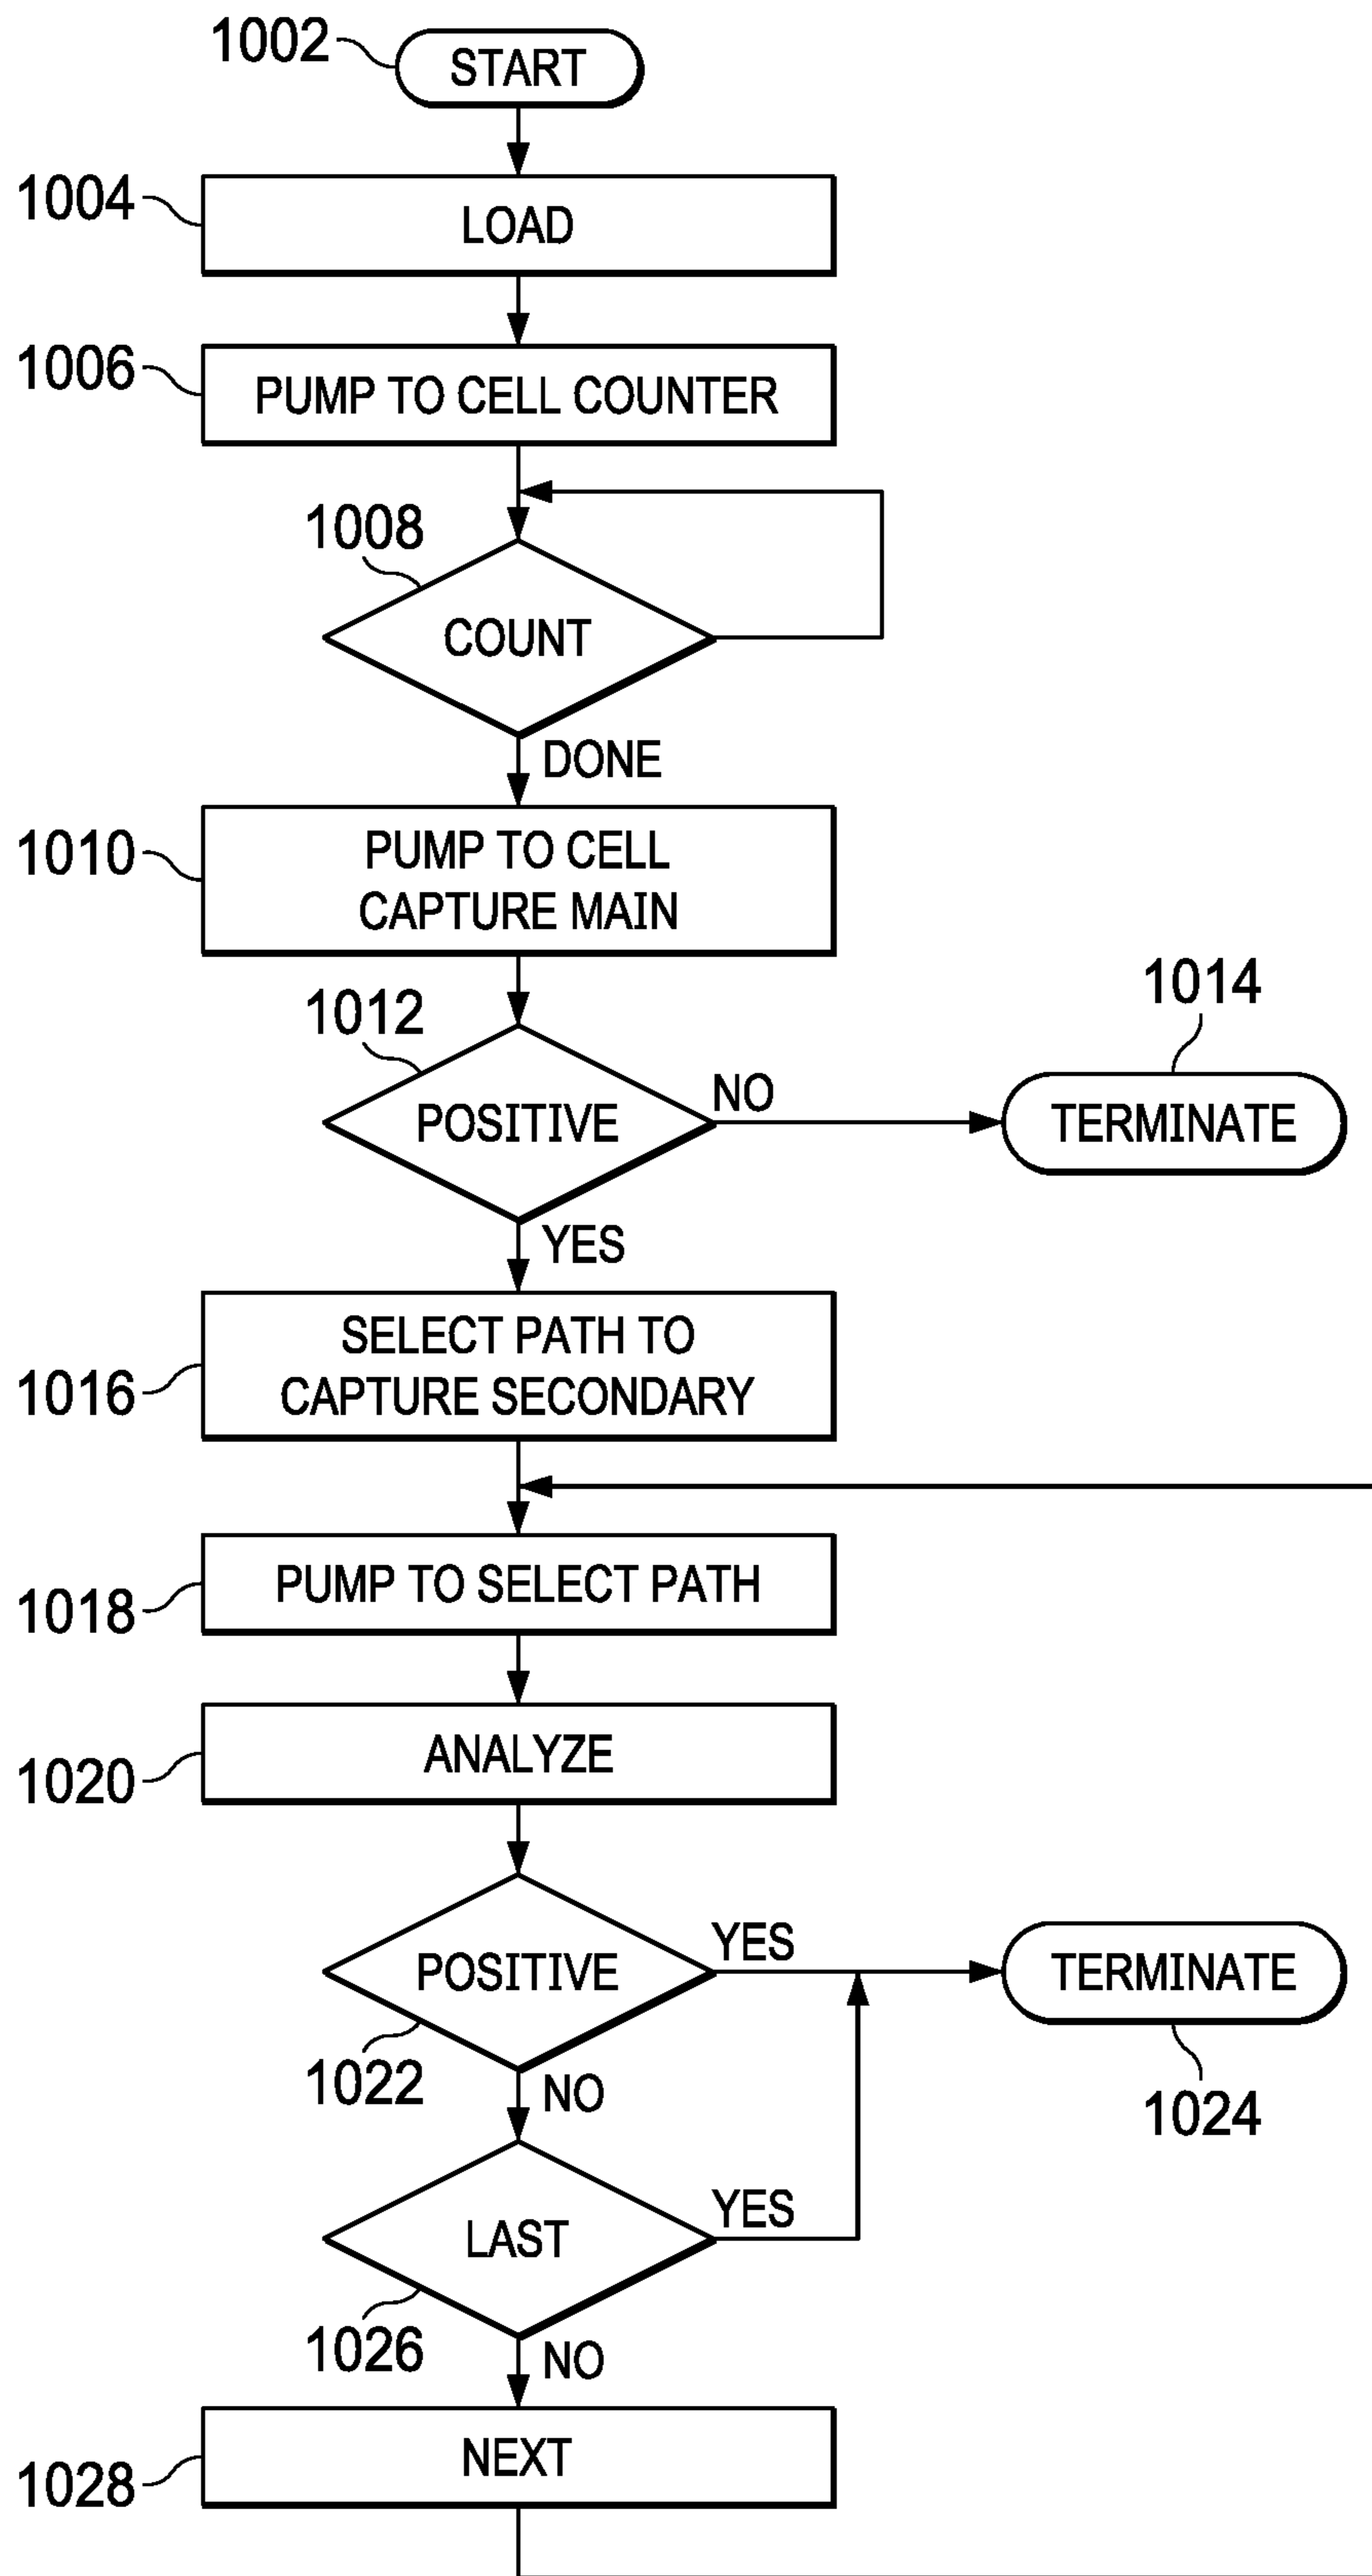 1002
START
1004
LOAD
1006
PUMP TO CELL COUNTER
1008
COUNT
DONE
1010
PUMP TO CELL
CAPTURE MAIN
1012
POSITIVE
NO
1014
TERMINATE
YES
1016
SELECT PATH TO
CAPTURE SECONDARY
1018
PUMP TO SELECT PATH
1020
ANALYZE
POSITIVE
YES
TERMINATE
1022
NO
1024
LAST
YES
1026
NO
NEXT
1028